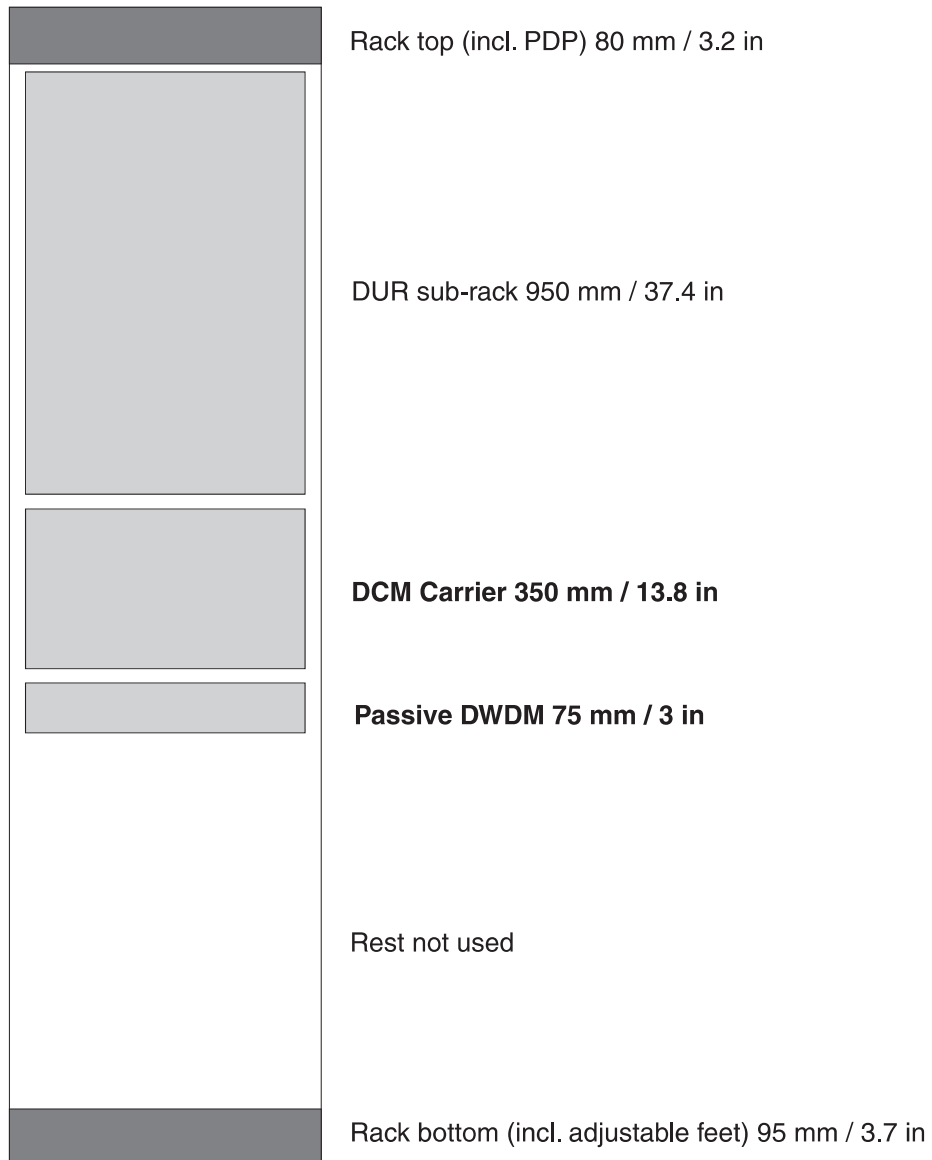 Rack top (incl. PDP) 80 mm / 3.2 in
DUR sub-rack 950 mm / 37.4 in
DCM Carrier 350 mm / 13.8 in
Passive DWDM 75 mm / 3 in
Rest not used
Rack bottom (incl. adjustable feet) 95 mm / 3.7 in